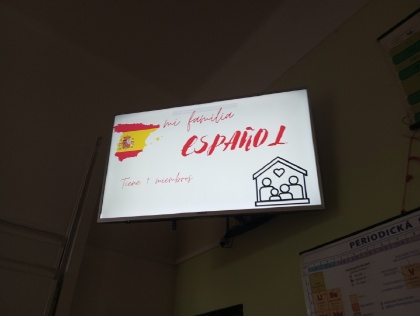 mi familia
ESPAÑOL
Tiene
miembros
PERIODICKÁ